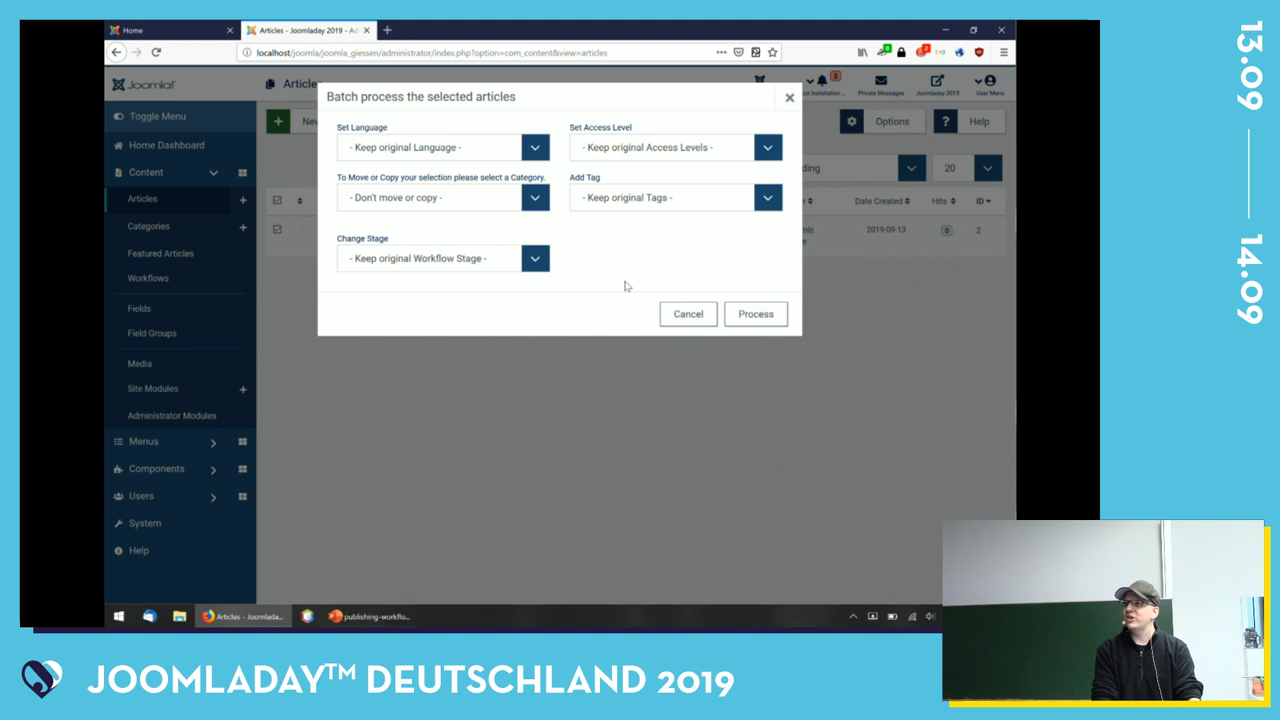 Home
Articles - Joomladay 2019 - Ad
localhost/joomla/joomla_giessen/administrator/index.php?option=com_content&view=articles
Joomla!
Article
Private Messages
Joomladay 2019
User Menu
3
Toggle Menu
Home Dashboard
Content
Articles
Categories
Featured Articles
Workflows
Fields
Field Groups
Media
Site Modules
Administrator Modules
Menus
Components
Users
System
Help
Ne
Options
Help
20
Date Created
Hits
ID
2019-09-13
0
2
Batch process the selected articles
Set Language
- Keep original Language -
Set Access Level
- Keep original Access Levels -
To Move or Copy your selection please select a Category.
- Don't move or copy -
Add Tag
- Keep original Tags -
Change Stage
- Keep original Workflow Stage -
Cancel
Process
Articles - Joomlada...
publishing-workflo...
13.09
14.09
JOOMLADAY™ DEUTSCHLAND 2019